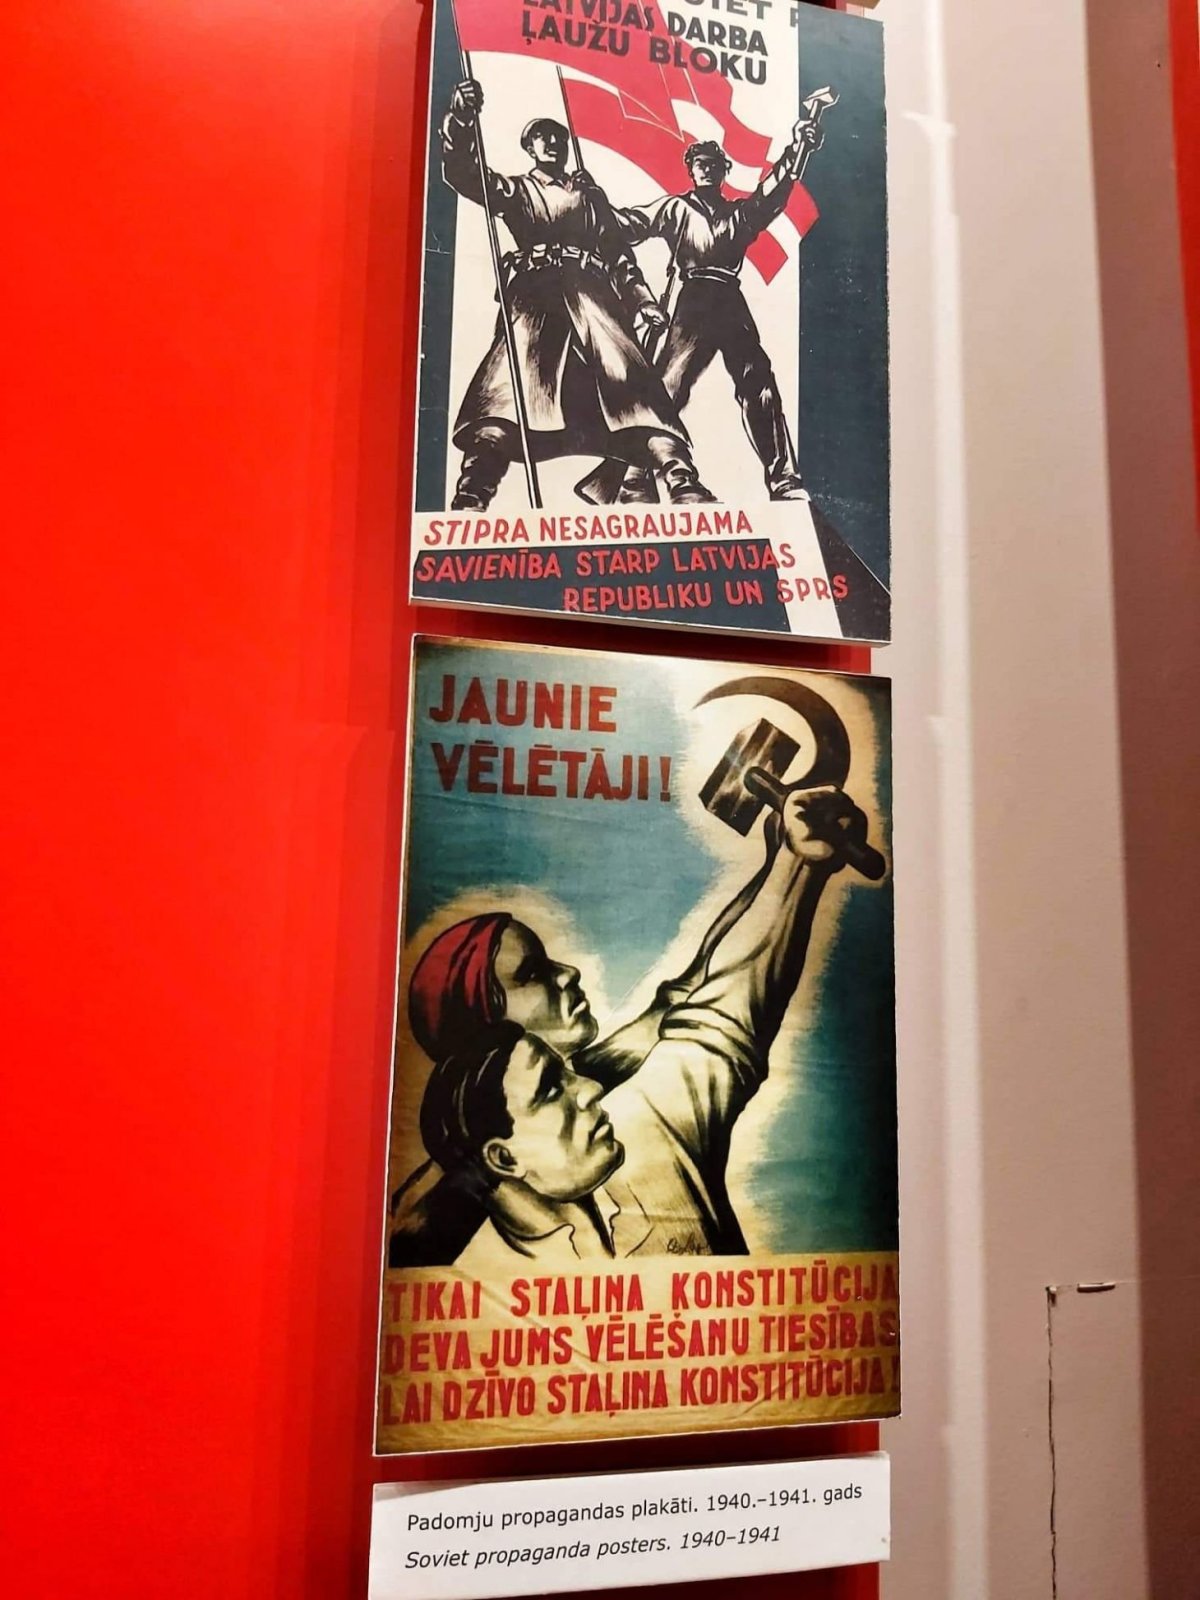 LATVIJAS DARBA
ĻAUŽU BLOKU
STIPRA NESAGRAUJAMA
SAVIENĪBA STARP LATVIJAS
REPUBLIKU UN SPRS
JAUNIE
VĒLĒTĀJI!
TIKAI STAĻINA KONSTITŪCIJA
DEVA JUMS VĒLĒŠANU TIESĪBAS
LAI DZĪVO STAĻINA KONSTITŪCIJA!
Padomju propagandas plakāti. 1940.–1941. gads
Soviet propaganda posters. 1940–1941